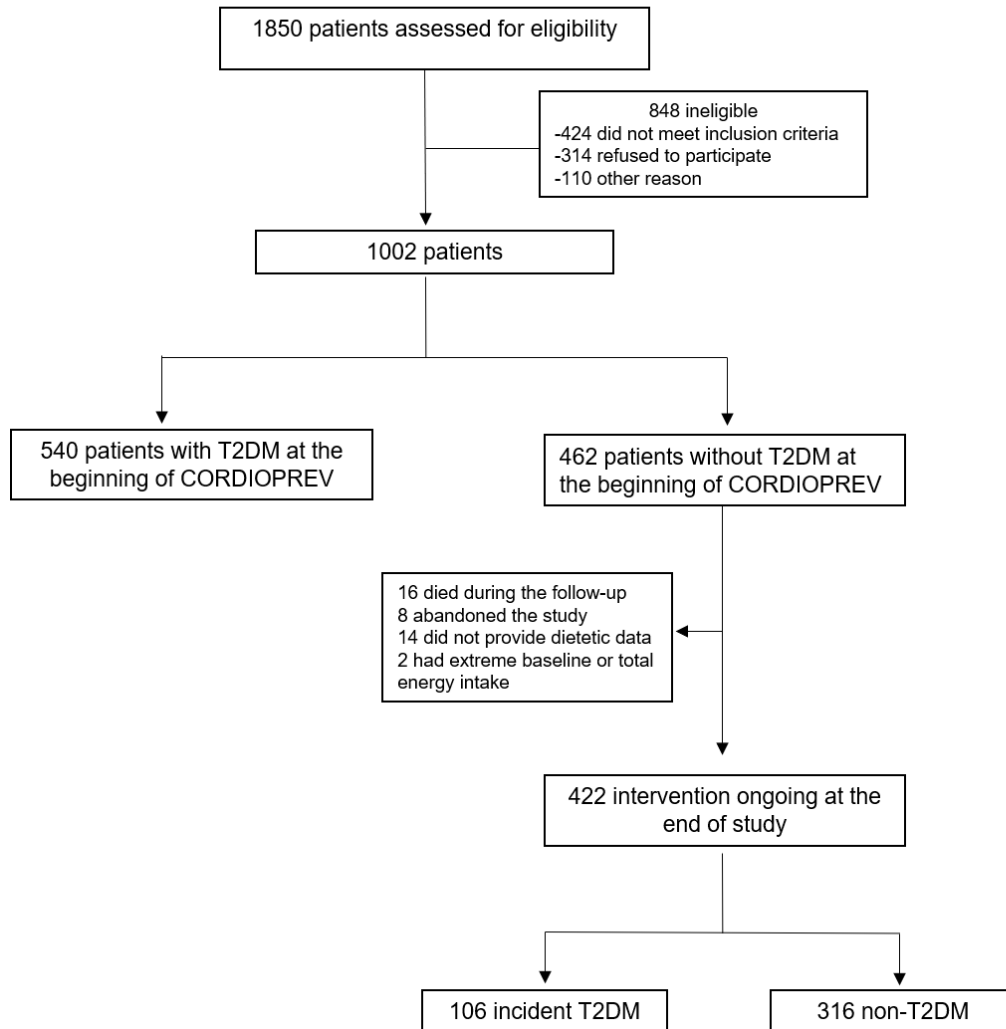 1850 patients assessed for eligibility
848 ineligible
-424 did not meet inclusion criteria
-314 refused to participate
-110 other reason
1002 patients
540 patients with T2DM at the
beginning of CORDIOPREV
462 patients without T2DM at
the beginning of CORDIOPREV
16 died during the follow-up
8 abandoned the study
14 did not provide dietetic data
2 had extreme baseline or total
energy intake
422 intervention ongoing at the
end of study
106 incident T2DM
316 non-T2DM